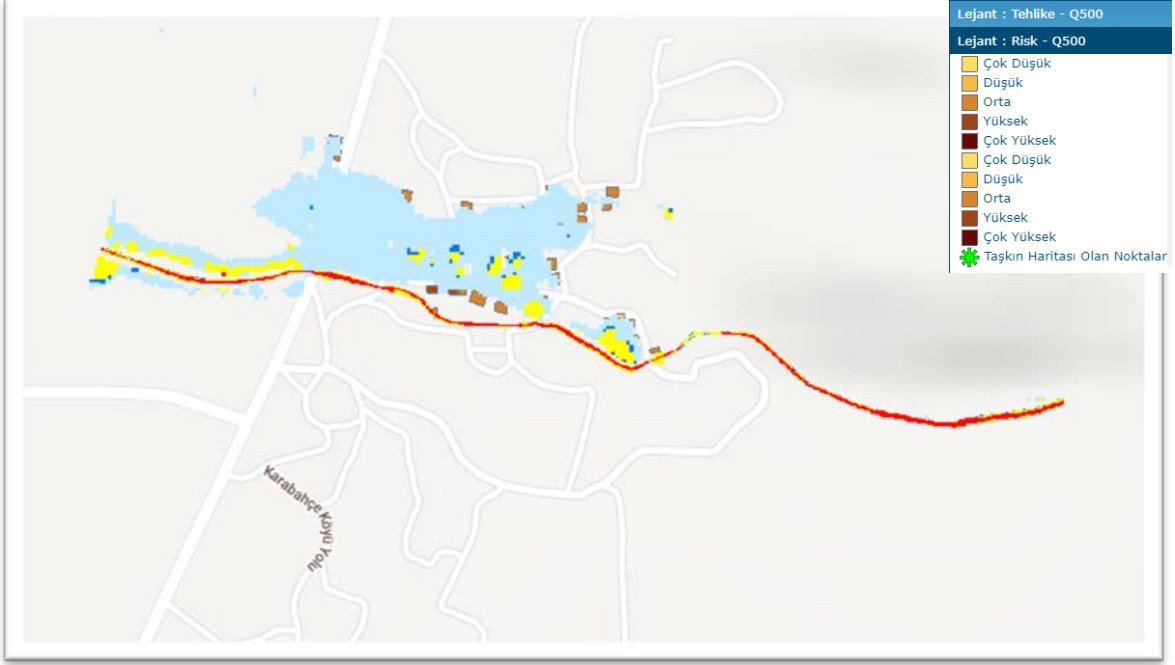 Lejant : Tehlike - Q500
Lejant : Risk - Q500
Çok Düşük
Düşük
Orta
Yüksek
Çok Yüksek
Çok Düşük
Düşük
Orta
Yüksek
Çok Yüksek
Taşkın Haritası Olan Noktalar
Karabahçe Köyü Yolu